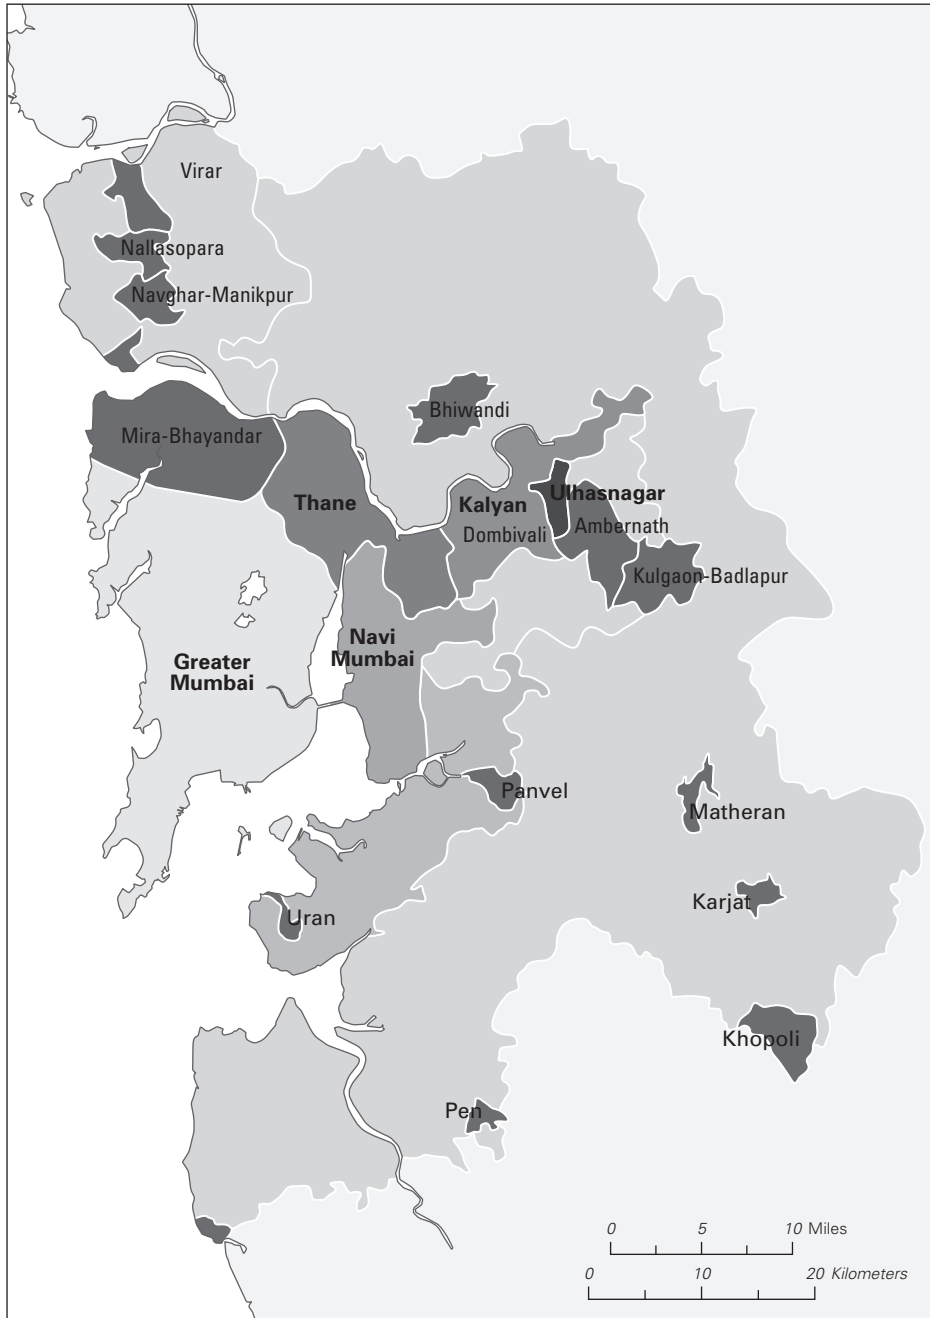 Virar
Nallasopara
Navghar-Manikpur
Bhiwandi
Mira-Bhayandar
Thane
Kalyan
Dombivali
Ulhasnagar
Ambernath
Kulgaon-Badlapur
Navi
Mumbai
Greater
Mumbai
Panvel
Matheran
Karjat
Uran
Khopoli
Pen
0 5 10 Miles
0 10 20 Kilometers